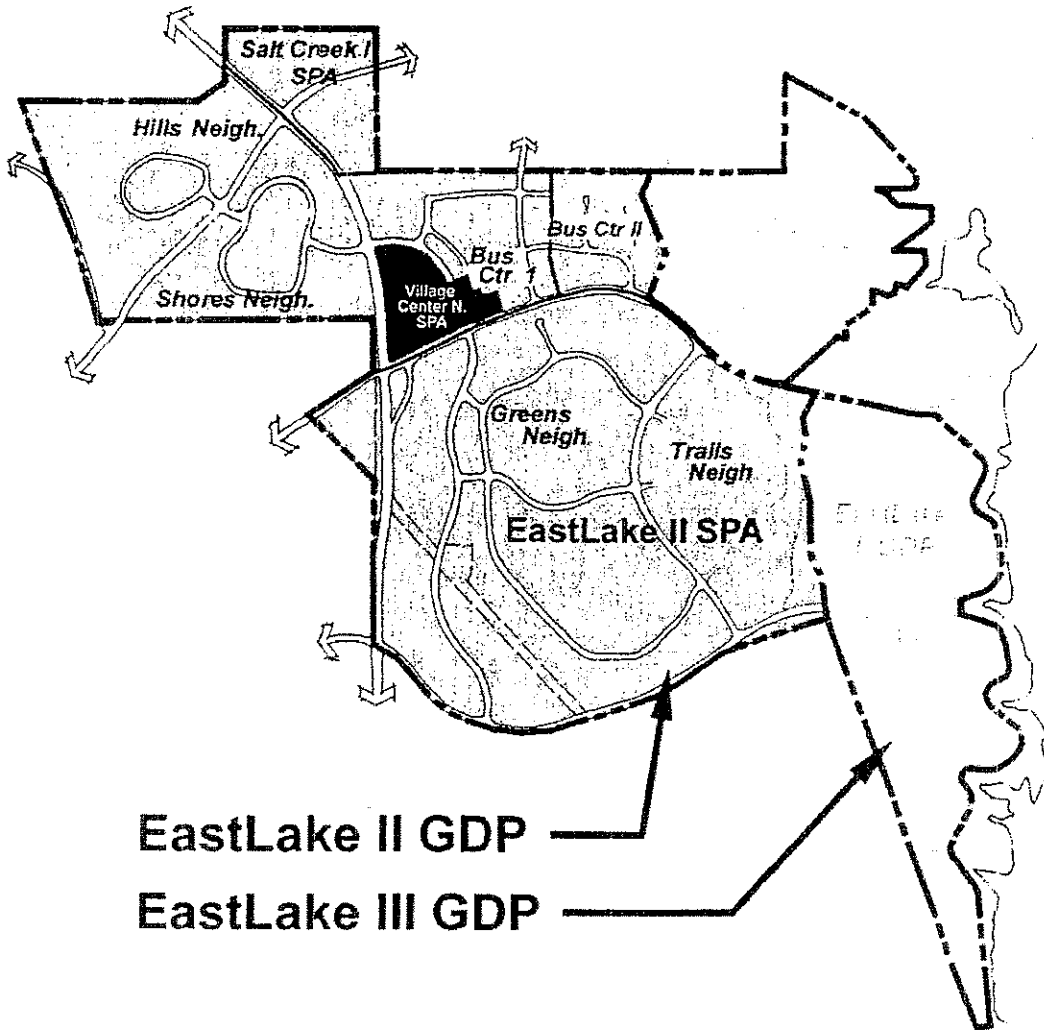 Salt Creek I
SPA
Hills Neigh.
Bus Ctr II
Bus
Ctr 1
Shores Neigh.
Village
Center N.
SPA
Greens
Neigh
Trails
Neigh
EastLake II SPA
EastLake II GDP
EastLake III GDP